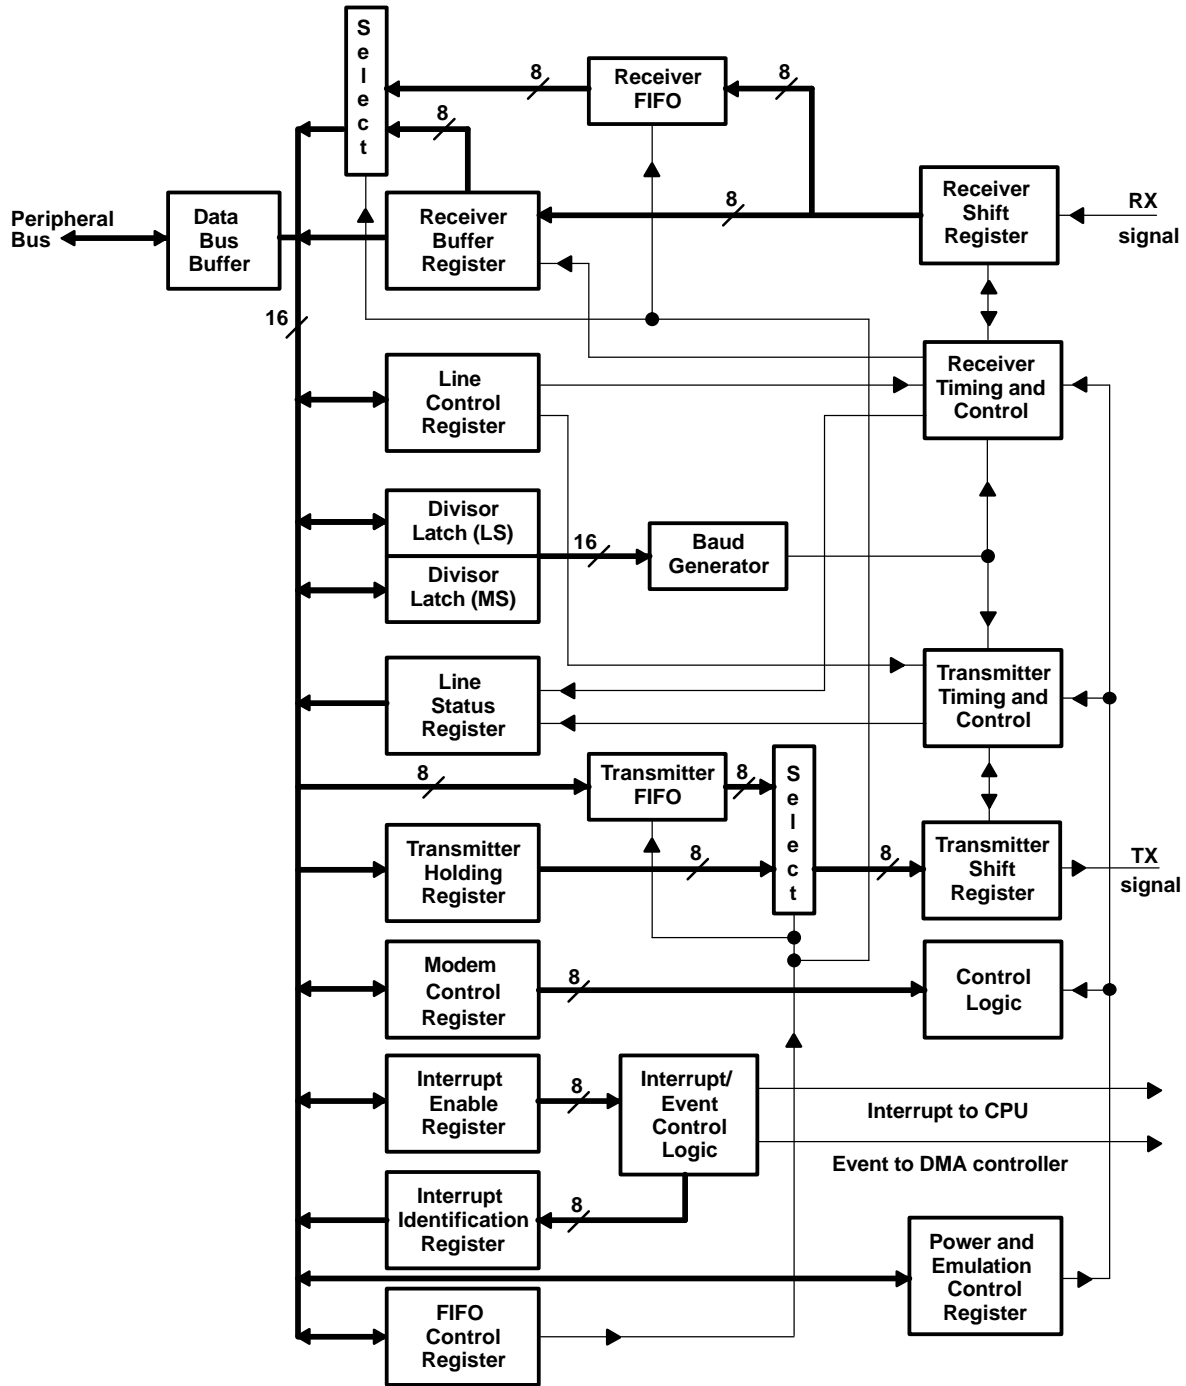 S
e
l
e
c
t
8
Receiver
FIFO
8
8
Peripheral
Bus
Data
Bus
Buffer
Receiver
Buffer
Register
8
Receiver
Shift
Register
RX
signal
16
Line
Control
Register
Receiver
Timing and
Control
Divisor
Latch (LS)
Divisor
Latch (MS)
16
Baud
Generator
Line
Status
Register
Transmitter
Timing and
Control
8
Transmitter
FIFO
8
S
e
l
e
c
t
Transmitter
Holding
Register
8
8
Transmitter
Shift
Register
TX
signal
Modem
Control
Register
8
Control
Logic
Interrupt
Enable
Register
8
Interrupt/
Event
Control
Logic
Interrupt to CPU
Event to DMA controller
Interrupt
Identification
Register
8
Power and
Emulation
Control
Register
FIFO
Control
Register